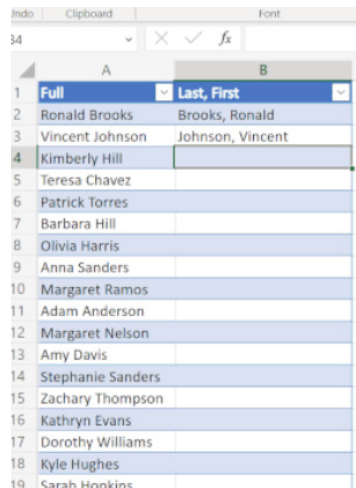 Undo Clipboard Font
B4 fx
A B
1 Full Last, First
2 Ronald Brooks Brooks, Ronald
3 Vincent Johnson Johnson, Vincent
4 Kimberly Hill
5 Teresa Chavez
6 Patrick Torres
7 Barbara Hill
8 Olivia Harris
9 Anna Sanders
10 Margaret Ramos
11 Adam Anderson
12 Margaret Nelson
13 Amy Davis
14 Stephanie Sanders
15 Zachary Thompson
16 Kathryn Evans
17 Dorothy Williams
18 Kyle Hughes
19 Sarah Hopkins